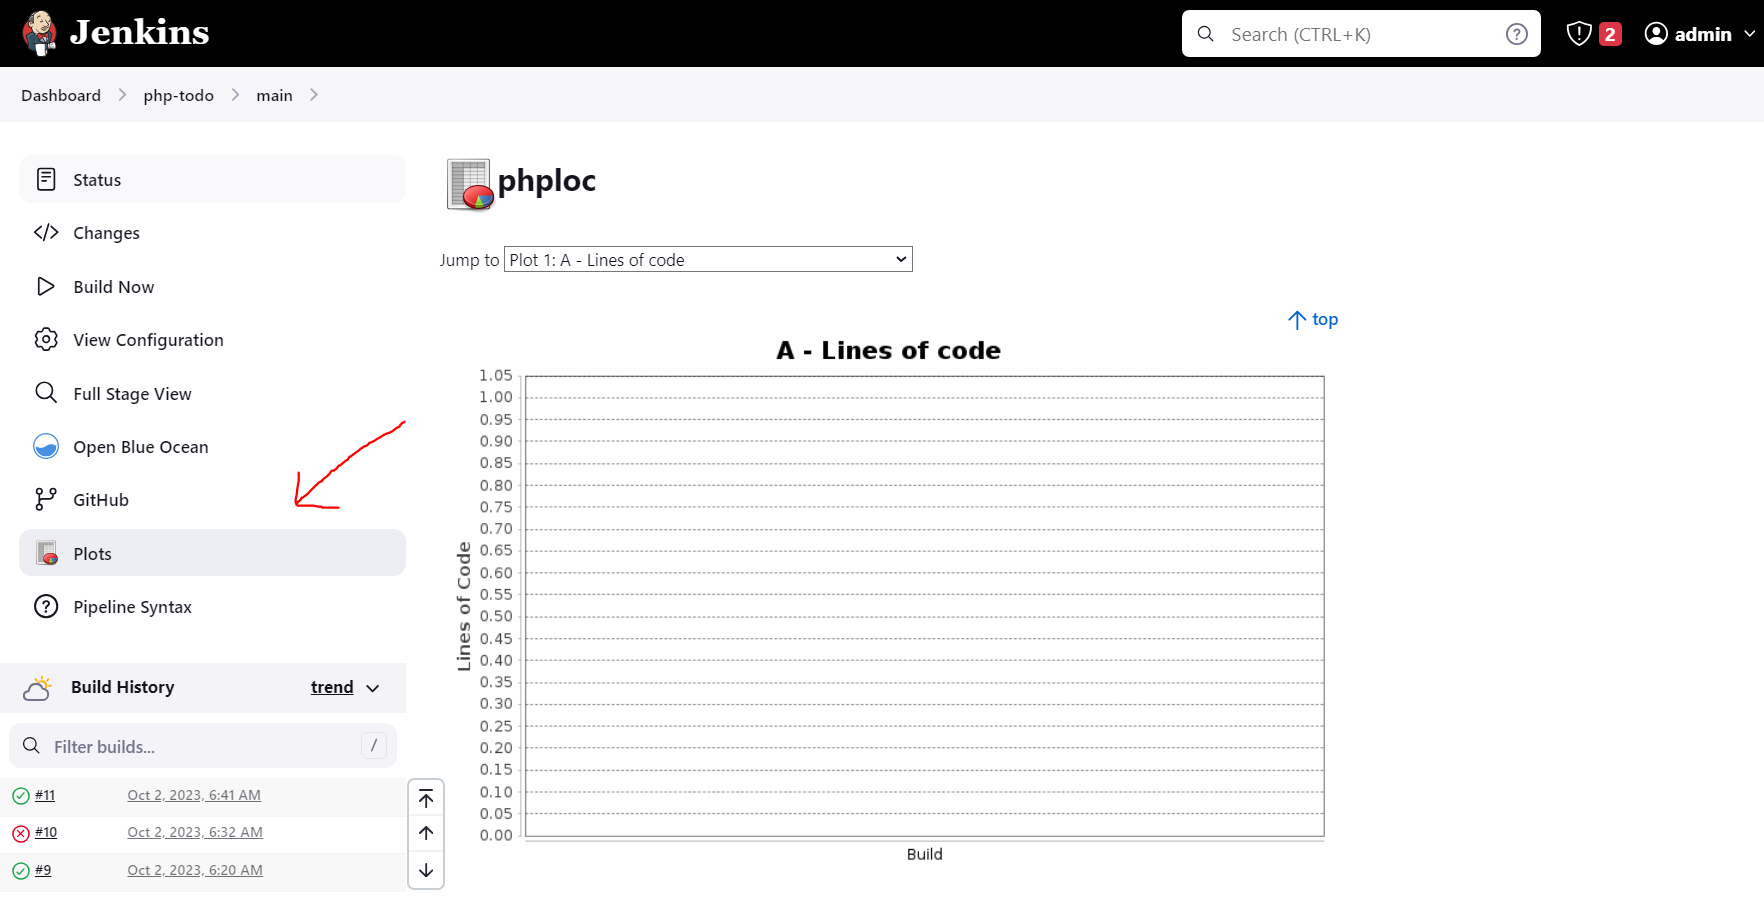 Jenkins
Search (CTRL+K)
?
2
admin
Dashboard > php-todo > main >
Status
Changes
Build Now
View Configuration
Full Stage View
Open Blue Ocean
GitHub
Plots
Pipeline Syntax
Build History
trend
Filter builds...
/
#11 Oct 2, 2023, 6:41 AM
#10 Oct 2, 2023, 6:32 AM
#9 Oct 2, 2023, 6:20 AM
phploc
Jump to Plot 1: A - Lines of code
top
A - Lines of code
1.05
1.00
0.95
0.90
0.85
0.80
0.75
0.70
0.65
0.60
0.55
0.50
0.45
0.40
0.35
0.30
0.25
0.20
0.15
0.10
0.05
0.00
Lines of Code
Build